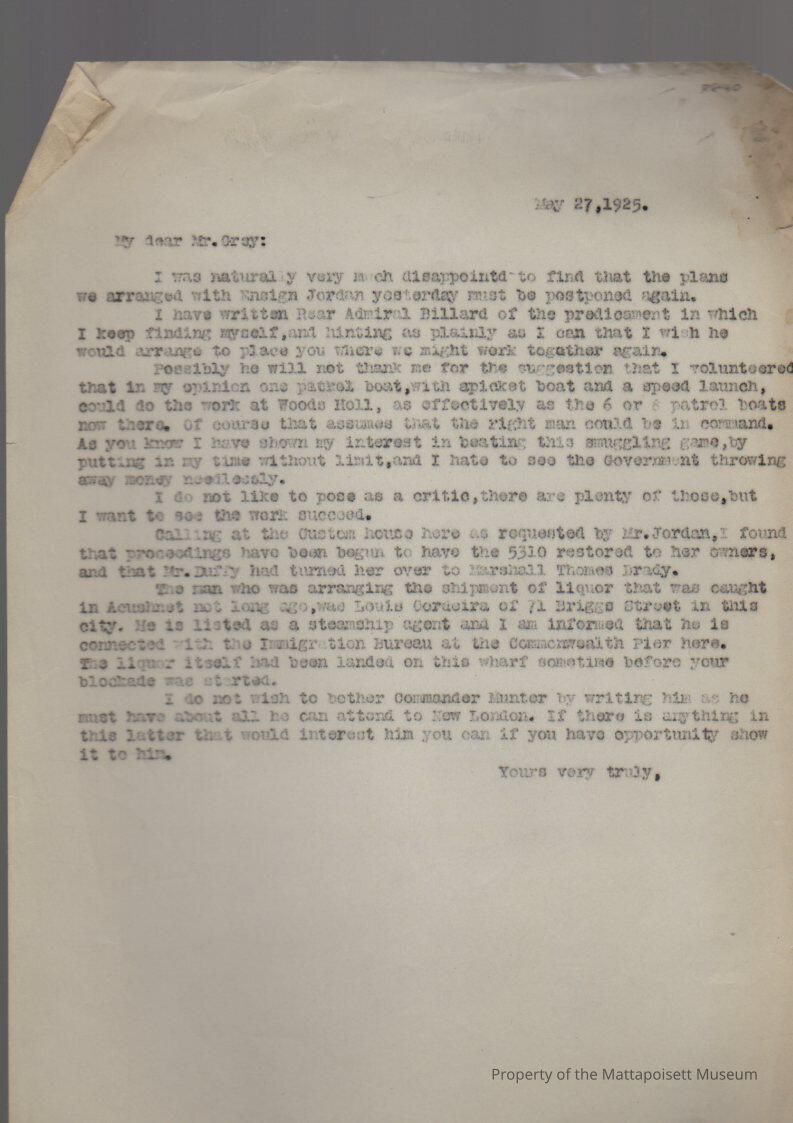 May 27,1925.
My dear Mr.Gray:
I was naturally very much disappointd to find that the plans
we arranged with Ensign Jordan yesterday must be postponed again.
I have written Rear Admiral Billard of the predicament in which
I keep finding myself,and hinting as plainly as I can that I wish he
would arrange to place you where we might work togather again.
Possibly he will not thank me for the suggestion that I volunteered
that in my opinion one patrol boat,with apicket boat and a speed launch,
could do the work at Woods Holl, as effectively as the 6 or 8 patrol boats
now there. Of course that assumes that the right man could be in command.
As you know I have shown my interest in beating this smuggling game,by
putting in my time without limit,and I hate to see the Goverment throwing
away money needlessly.
I do not like to pose as a critic,there are plenty of those,but
I want to see the work succeed.
Calling at the Custom house here as requested by Mr.Jordan,I found
that proceedings have been begun to have the 5310 restored to her owners,
and that Mr.Duffy had turned her over to Marshall Thomes Brady.
The man who was arranging the shipment of liquor that was caught
in Acushnet not long ago,was Louis Cordeira of 71 Briggs Street in this
city. He is listed as a steamship agent and I am informed that he is
connected with the Immigration Bureau at the Commonwealth Pier here.
The liquor itself had been landed on this wharf sometime before your
blockade was started.
I do not wish to bother Commander Munter by writing him as he
must have about all he can attend to New London. If there is anything in
this latter that would interest him you can if you have opportunity show
it to him.
Yours very truly,
Property of the Mattapoisett Museum